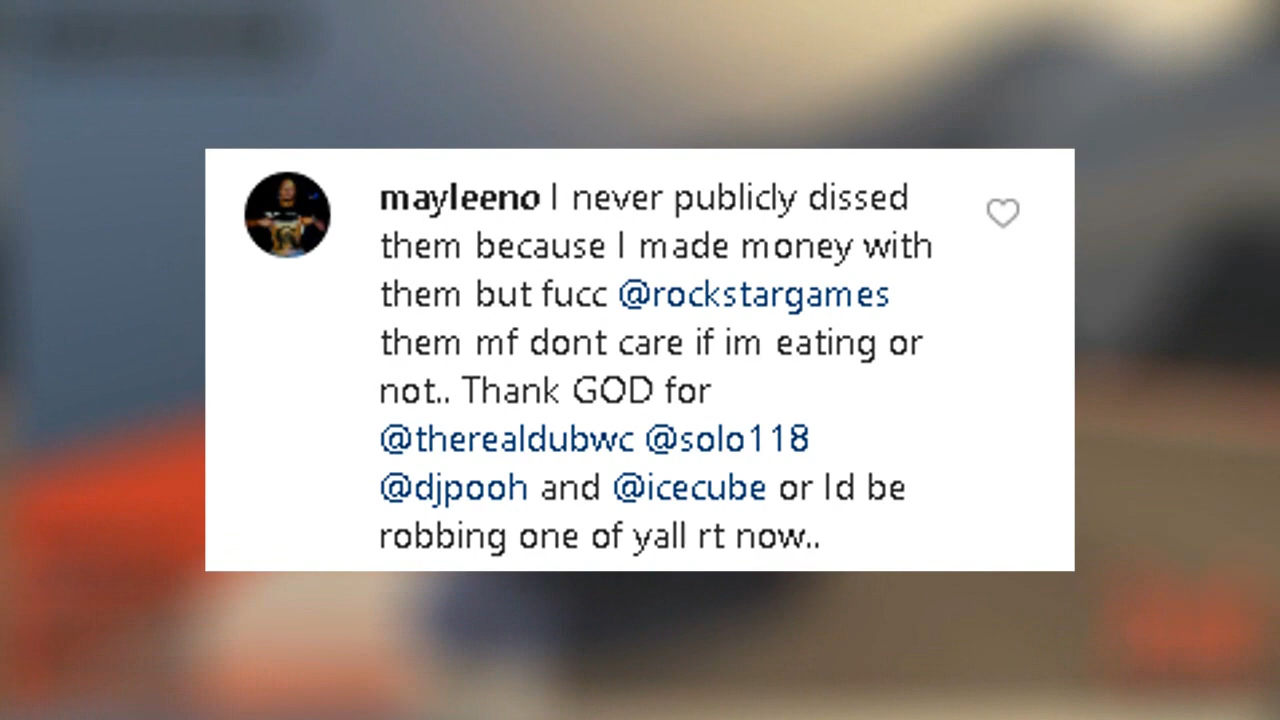 mayleeno I never publicly dissed
them because I made money with
them but fucc @rockstargames
them mf dont care if im eating or
not.. Thank GOD for
@therealdubwc @solo118
@djpooh and @icecube or Id be
robbing one of yall rt now..